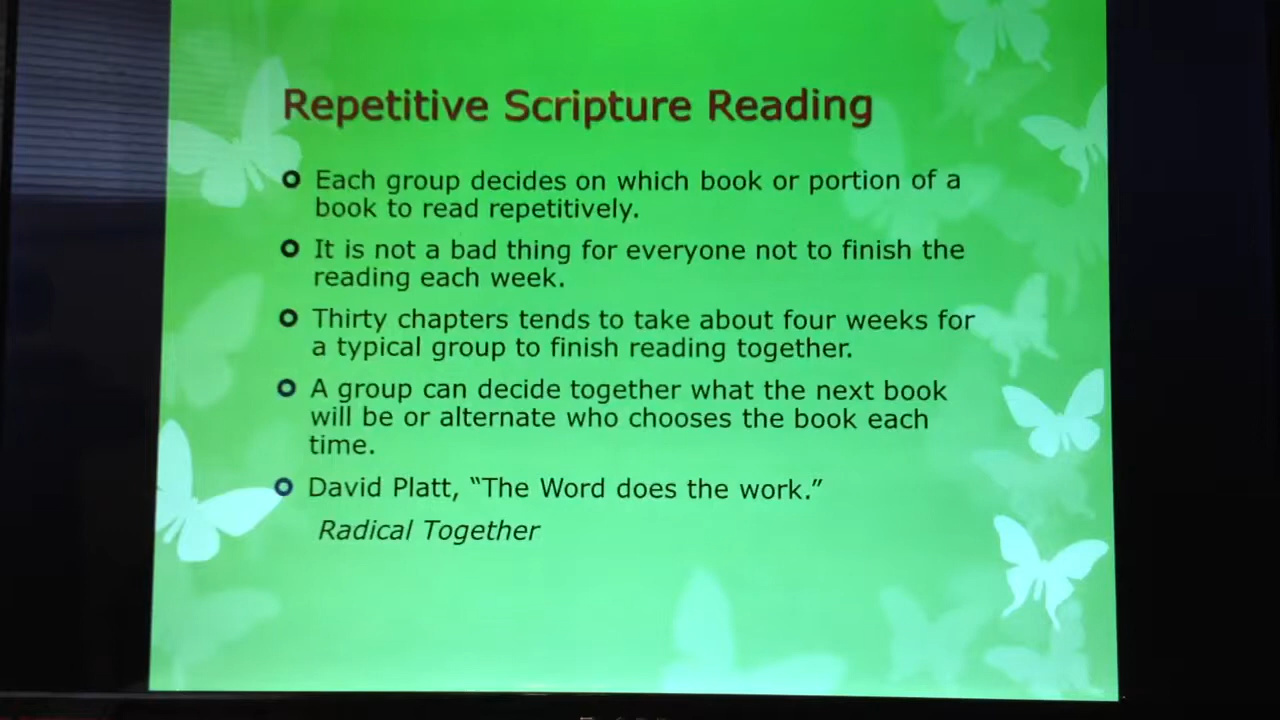 Repetitive Scripture Reading
Each group decides on which book or portion of a
book to read repetitively.
It is not a bad thing for everyone not to finish the
reading each week.
Thirty chapters tends to take about four weeks for
a typical group to finish reading together.
A group can decide together what the next book
will be or alternate who chooses the book each
time.
David Platt, “The Word does the work.”
Radical Together